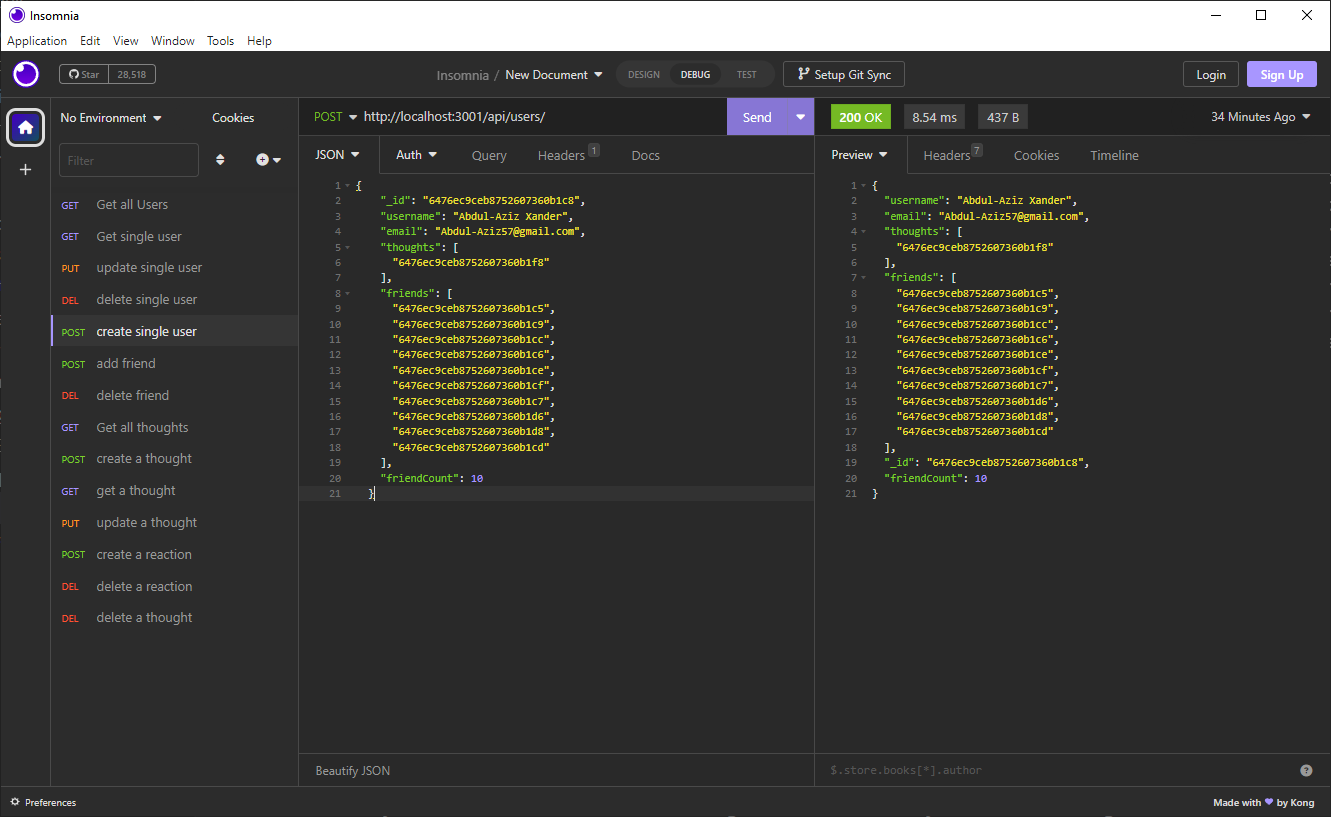 Insomnia
Application Edit View Window Tools Help
Star 28,518 Insomnia / New Document DESIGN DEBUG TEST Setup Git Sync Login Sign Up
No Environment Cookies
Filter
GET Get all Users
GET Get single user
PUT update single user
DEL delete single user
POST create single user
POST add friend
DEL delete friend
GET Get all thoughts
POST create a thought
GET get a thought
PUT update a thought
POST create a reaction
DEL delete a reaction
DEL delete a thought
POST http://localhost:3001/api/users/ Send
JSON Auth Query Headers 1 Docs
1 {
2 "_id": "6476ec9ceb8752607360b1c8",
3 "username": "Abdul-Aziz Xander",
4 "email": "Abdul-Aziz57@gmail.com",
5 "thoughts": [
6 "6476ec9ceb8752607360b1f8"
7 ],
8 "friends": [
9 "6476ec9ceb8752607360b1c5",
10 "6476ec9ceb8752607360b1c9",
11 "6476ec9ceb8752607360b1cc",
12 "6476ec9ceb8752607360b1c6",
13 "6476ec9ceb8752607360b1ce",
14 "6476ec9ceb8752607360b1cf",
15 "6476ec9ceb8752607360b1c7",
16 "6476ec9ceb8752607360b1d6",
17 "6476ec9ceb8752607360b1d8",
18 "6476ec9ceb8752607360b1cd"
19 ],
20 "friendCount": 10
21 }
Beautify JSON
200 OK 8.54 ms 437 B 34 Minutes Ago
Preview Headers 7 Cookies Timeline
1 {
2 "username": "Abdul-Aziz Xander",
3 "email": "Abdul-Aziz57@gmail.com",
4 "thoughts": [
5 "6476ec9ceb8752607360b1f8"
6 ],
7 "friends": [
8 "6476ec9ceb8752607360b1c5",
9 "6476ec9ceb8752607360b1c9",
10 "6476ec9ceb8752607360b1cc",
11 "6476ec9ceb8752607360b1c6",
12 "6476ec9ceb8752607360b1ce",
13 "6476ec9ceb8752607360b1cf",
14 "6476ec9ceb8752607360b1c7",
15 "6476ec9ceb8752607360b1d6",
16 "6476ec9ceb8752607360b1d8",
17 "6476ec9ceb8752607360b1cd"
18 ],
19 "_id": "6476ec9ceb8752607360b1c8",
20 "friendCount": 10
21 }
$.store.books[*].author ?
Preferences
Made with 💜 by Kong